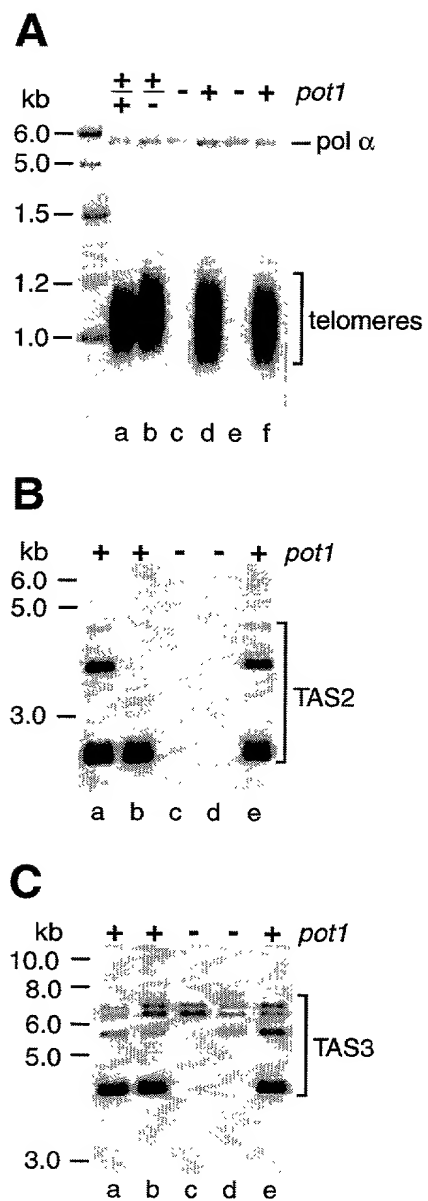 A
+ +
kb + - - + - + pot1
6.0 pol α
5.0
1.5
1.2
telomeres
1.0
a b c d e f
B
kb + + - - + pot1
6.0
5.0
TAS2
3.0
a b c d e
C
kb + + - - + pot1
10.0
8.0
6.0
TAS3
5.0
3.0
a b c d e